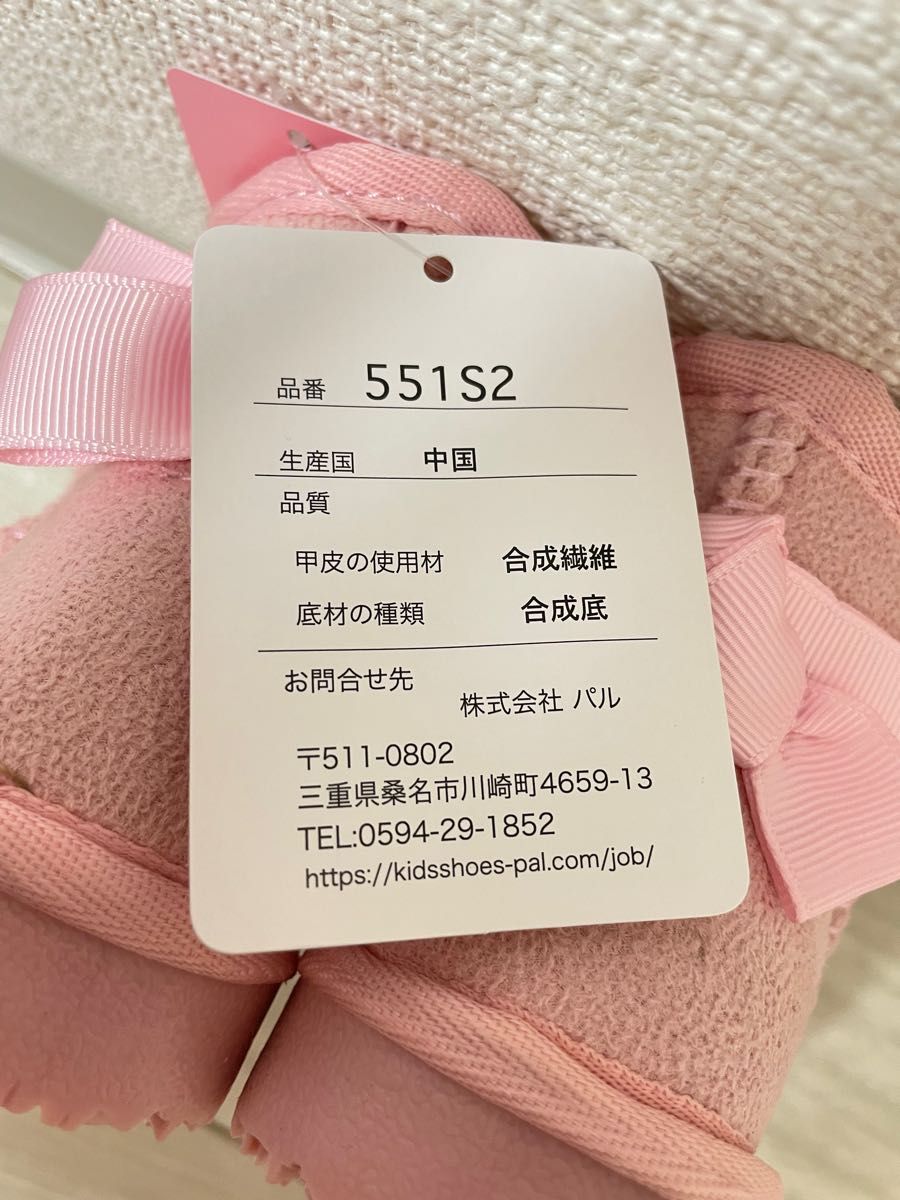 品番 551S2
生産国 中国
品質
甲皮の使用材 合成繊維
底材の種類 合成底
お問合せ先
株式会社 パル
〒511-0802
三重県桑名市川崎町4659-13
TEL:0594-29-1852
https://kidsshoes-pal.com/job/